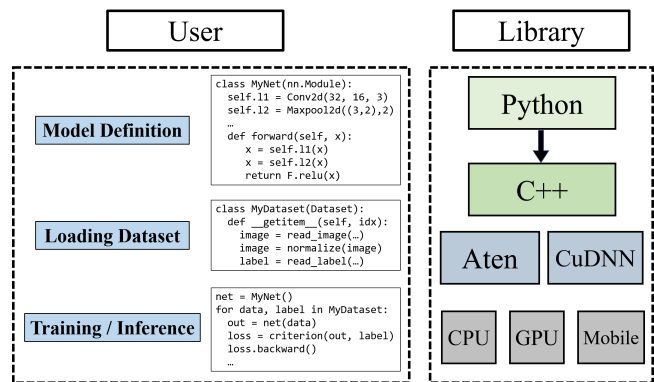 User
Library
Model Definition
class MyNet(nn.Module):
self.l1 = Conv2d(32, 16, 3)
self.l2 = Maxpool2d((3,2),2)
…
def forward(self, x):
x = self.l1(x)
x = self.l2(x)
return F.relu(x)
Loading Dataset
class MyDataset(Dataset):
def __getitem__(self, idx):
image = read_image(…)
image = normalize(image)
label = read_label(…)
Training / Inference
net = MyNet()
for data, label in MyDataset:
out = net(data)
loss = criterion(out, label)
loss.backward()
…
Python
C++
Aten CuDNN
CPU GPU Mobile